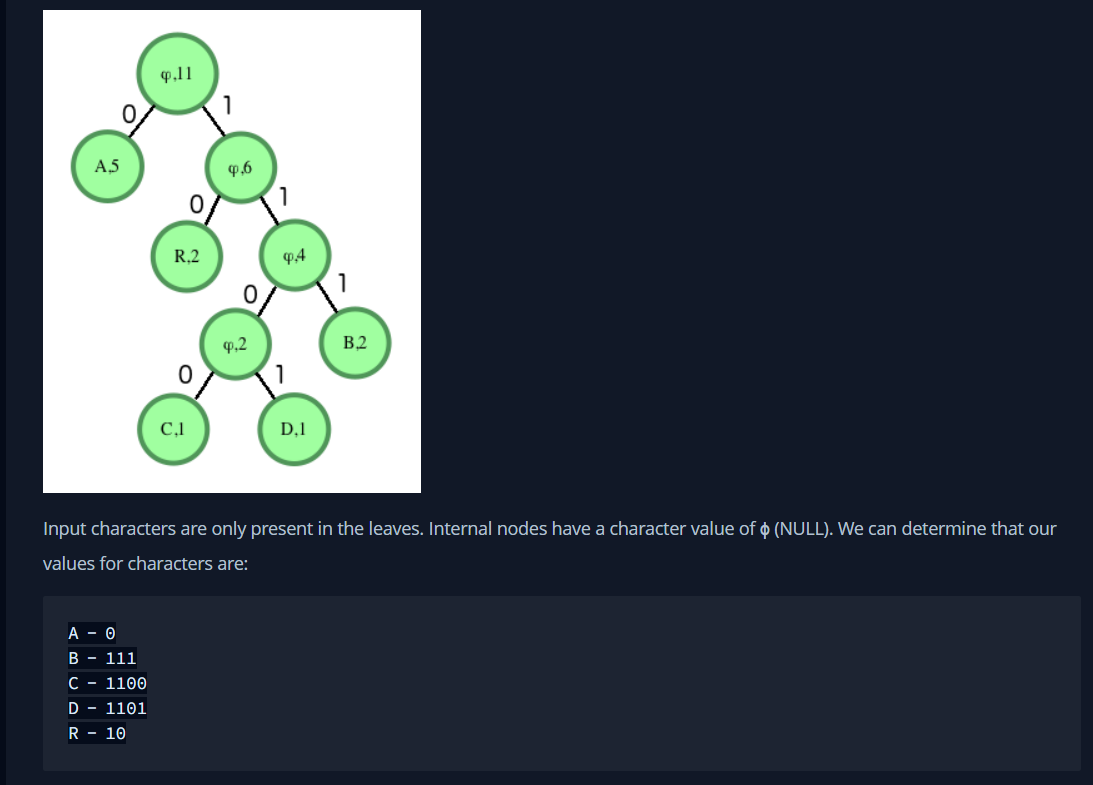 φ,11
0
1
A,5
φ,6
0
1
R,2
φ,4
0
1
φ,2
B,2
0
1
C,1
D,1
Input characters are only present in the leaves. Internal nodes have a character value of ϕ (NULL). We can determine that our
values for characters are:
A - 0
B - 111
C - 1100
D - 1101
R - 10